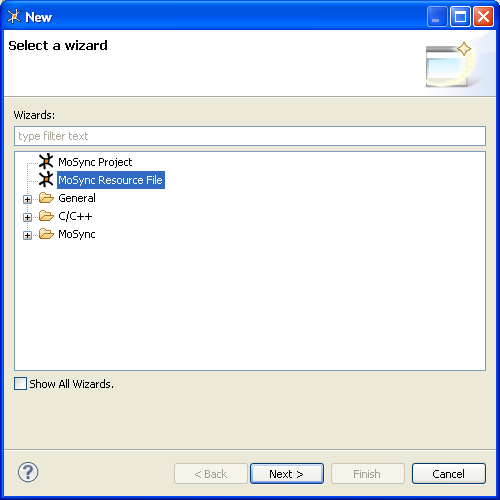 New
Select a wizard
Wizards:
type filter text
MoSync Project
MoSync Resource File
General
C/C++
MoSync
Show All Wizards.
?
< Back
Next >
Finish
Cancel